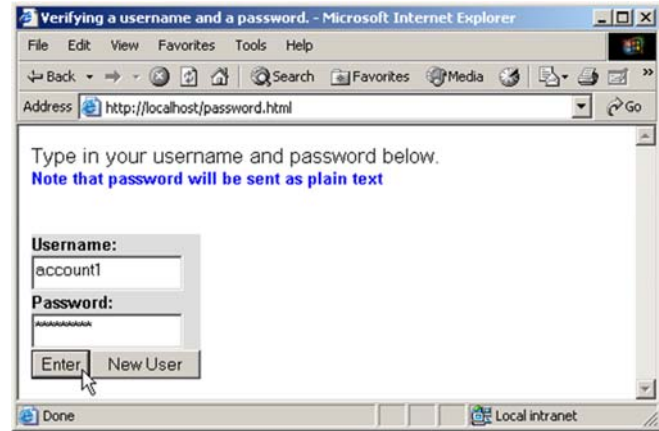 Verifying a username and a password. - Microsoft Internet Explorer
File Edit View Favorites Tools Help
Back Search Favorites Media »
Address http://localhost/password.html Go
Type in your username and password below.
Note that password will be sent as plain text
Username:
account1
Password:
*********
Enter New User
Done Local intranet